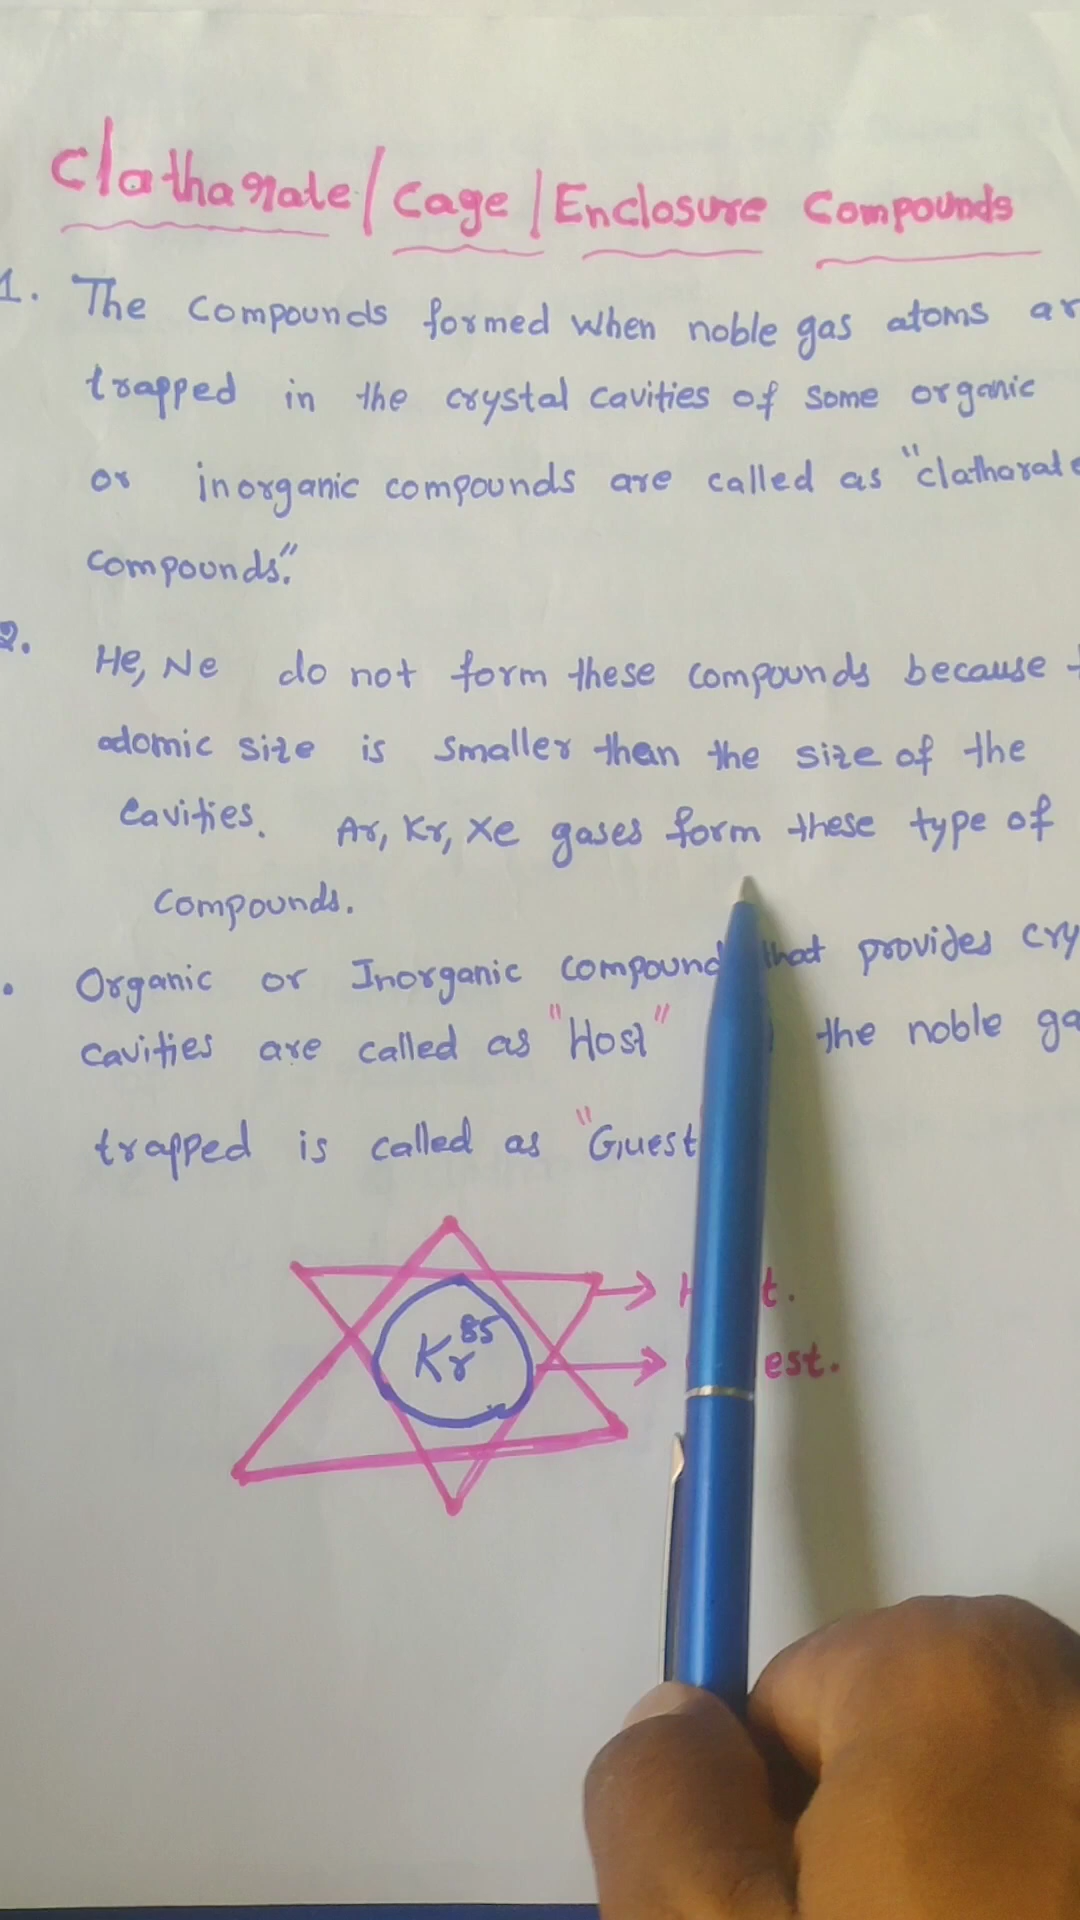 Clatharate/Cage/Enclosure Compounds
1. The compounds formed when noble gas atoms ar
trapped in the crystal cavities of some organic
or inorganic compounds are called as "clatharate
compounds."
2. He, Ne do not form these compounds because
adomic size is smaller than the size of the
cavities. Ar, Kr, Xe gases form these type of
compounds.
Organic or Inorganic compound that provides cry
cavities are called as "Host" the noble ga
trapped is called as "Guest
Kr85
est.